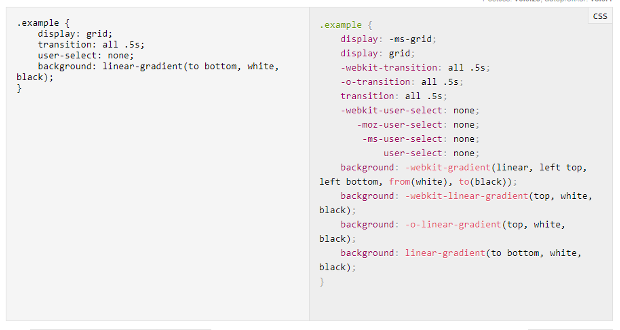 .example {
display: grid;
transition: all .5s;
user-select: none;
background: linear-gradient(to bottom, white,
black);
}
css
.example {
display: -ms-grid;
display: grid;
-webkit-transition: all .5s;
-o-transition: all .5s;
transition: all .5s;
-webkit-user-select: none;
-moz-user-select: none;
-ms-user-select: none;
user-select: none;
background: -webkit-gradient(linear, left top,
left bottom, from(white), to(black));
background: -webkit-linear-gradient(top, white,
black);
background: -o-linear-gradient(top, white,
black);
background: linear-gradient(to bottom, white,
black);
}